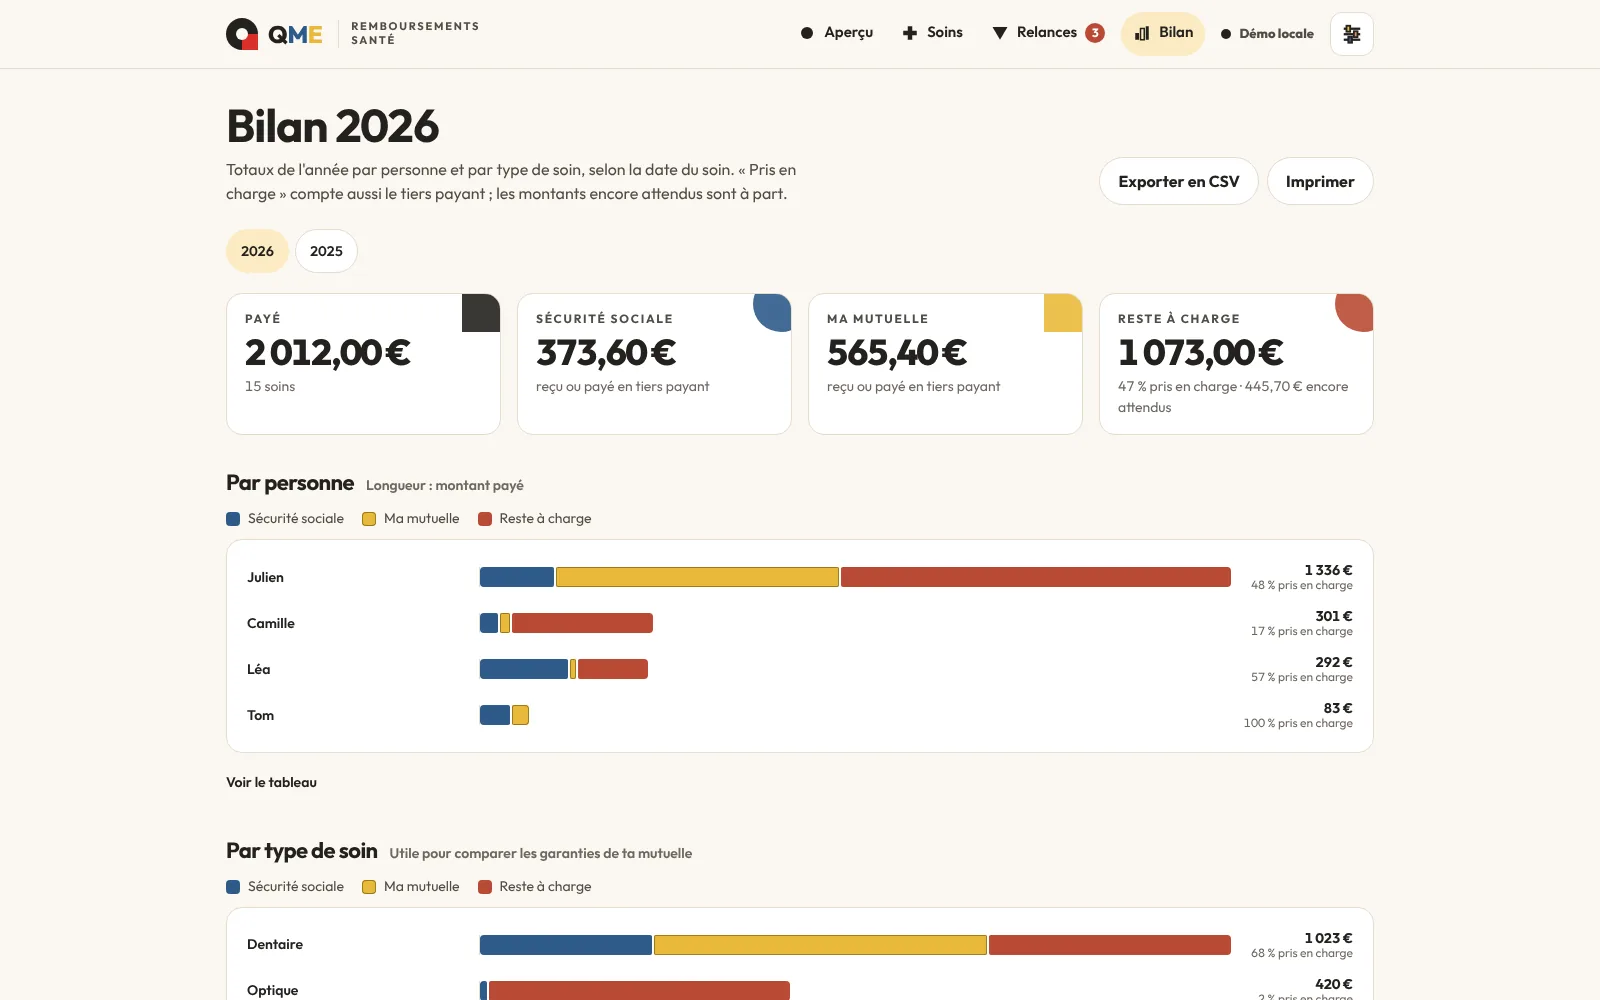 QME
REMBOURSEMENTS
SANTÉ
Aperçu
Soins
Relances 3
Bilan
Démo locale
Bilan 2026
Totaux de l'année par personne et par type de soin, selon la date du soin. « Pris en
charge » compte aussi le tiers payant ; les montants encore attendus sont à part.
Exporter en CSV
Imprimer
2026
2025
PAYÉ
2 012,00 €
15 soins
SÉCURITÉ SOCIALE
373,60 €
reçu ou payé en tiers payant
MA MUTUELLE
565,40 €
reçu ou payé en tiers payant
RESTE À CHARGE
1 073,00 €
47 % pris en charge · 445,70 € encore
attendus
Par personne Longueur : montant payé
Sécurité sociale
Ma mutuelle
Reste à charge
Julien
1 336 €
48 % pris en charge
Camille
301 €
17 % pris en charge
Léa
292 €
57 % pris en charge
Tom
83 €
100 % pris en charge
Voir le tableau
Par type de soin Utile pour comparer les garanties de ta mutuelle
Sécurité sociale
Ma mutuelle
Reste à charge
Dentaire
1 023 €
68 % pris en charge
Optique
420 €
2 % pris en charge